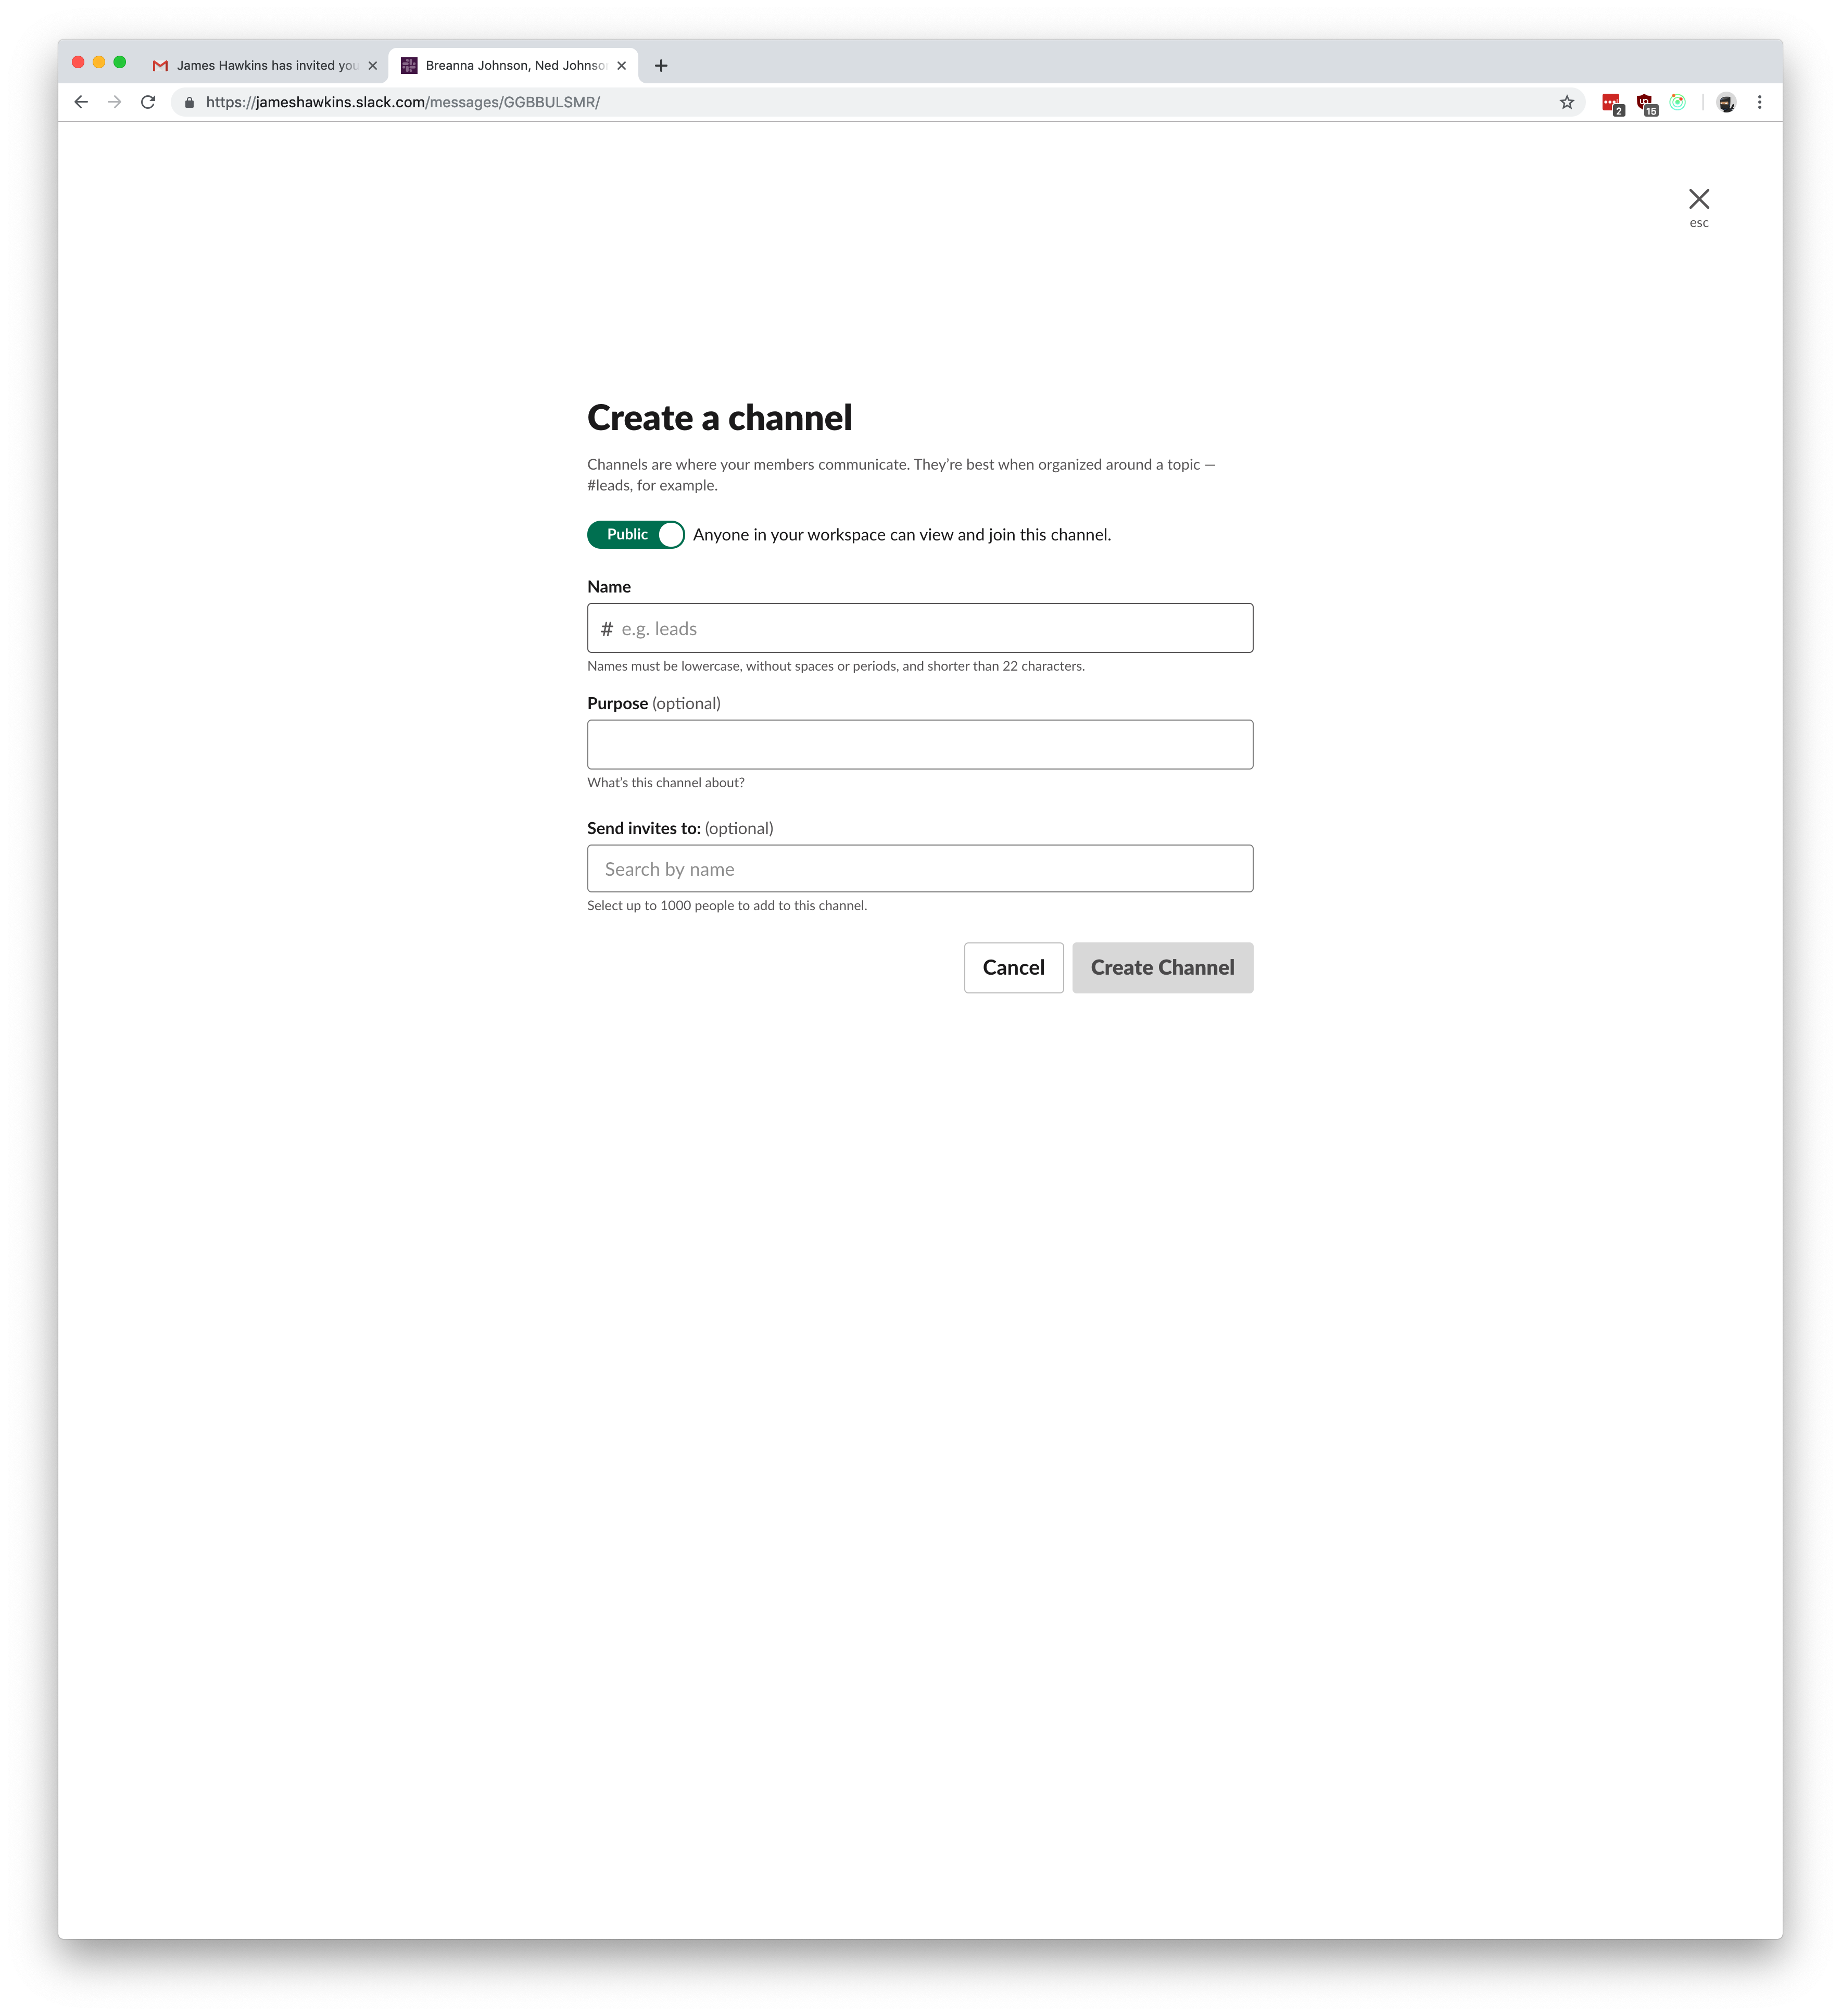 James Hawkins has invited you
Breanna Johnson, Ned Johnso
https://jameshawkins.slack.com/messages/GGBBULSMR/
2
15
esc
Create a channel
Channels are where your members communicate. They’re best when organized around a topic —
#leads, for example.
Public Anyone in your workspace can view and join this channel.
Name
# e.g. leads
Names must be lowercase, without spaces or periods, and shorter than 22 characters.
Purpose (optional)
What’s this channel about?
Send invites to: (optional)
Search by name
Select up to 1000 people to add to this channel.
Cancel Create Channel